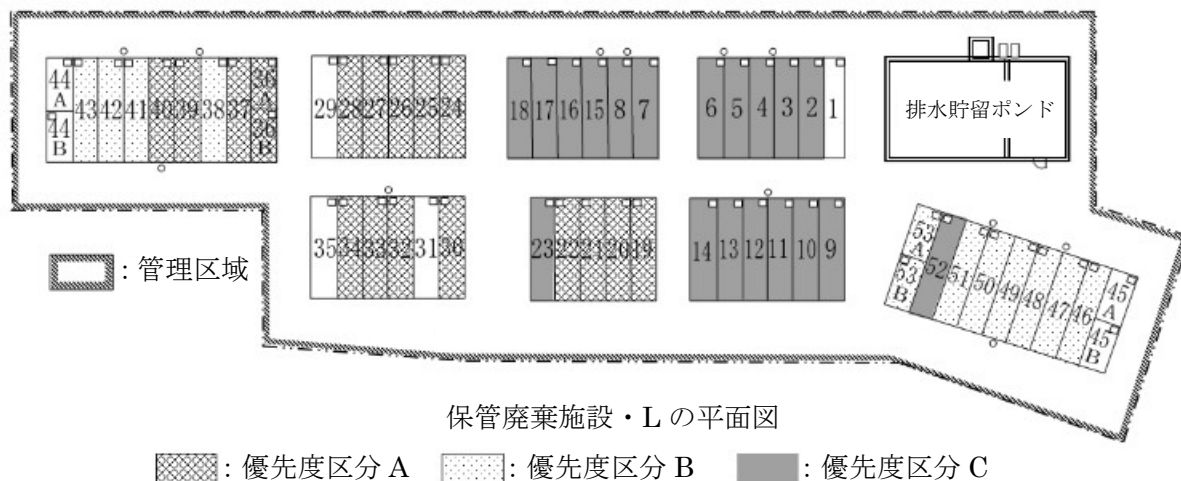 44 A 43 42 41 40 39 38 37 36 A
44 B 36 B
29 28 27 26 25 24
18 17 16 15 8 7
6 5 4 3 2 1
排水貯留ポンド
35 34 33 32 31 30
23 22 21 20 19
14 13 12 11 10 9
53 A 52 51 50 49 48 47 46 45 A
53 B 45 B
: 管理区域
保管廃棄施設・L の平面図
: 優先度区分 A : 優先度区分 B : 優先度区分 C